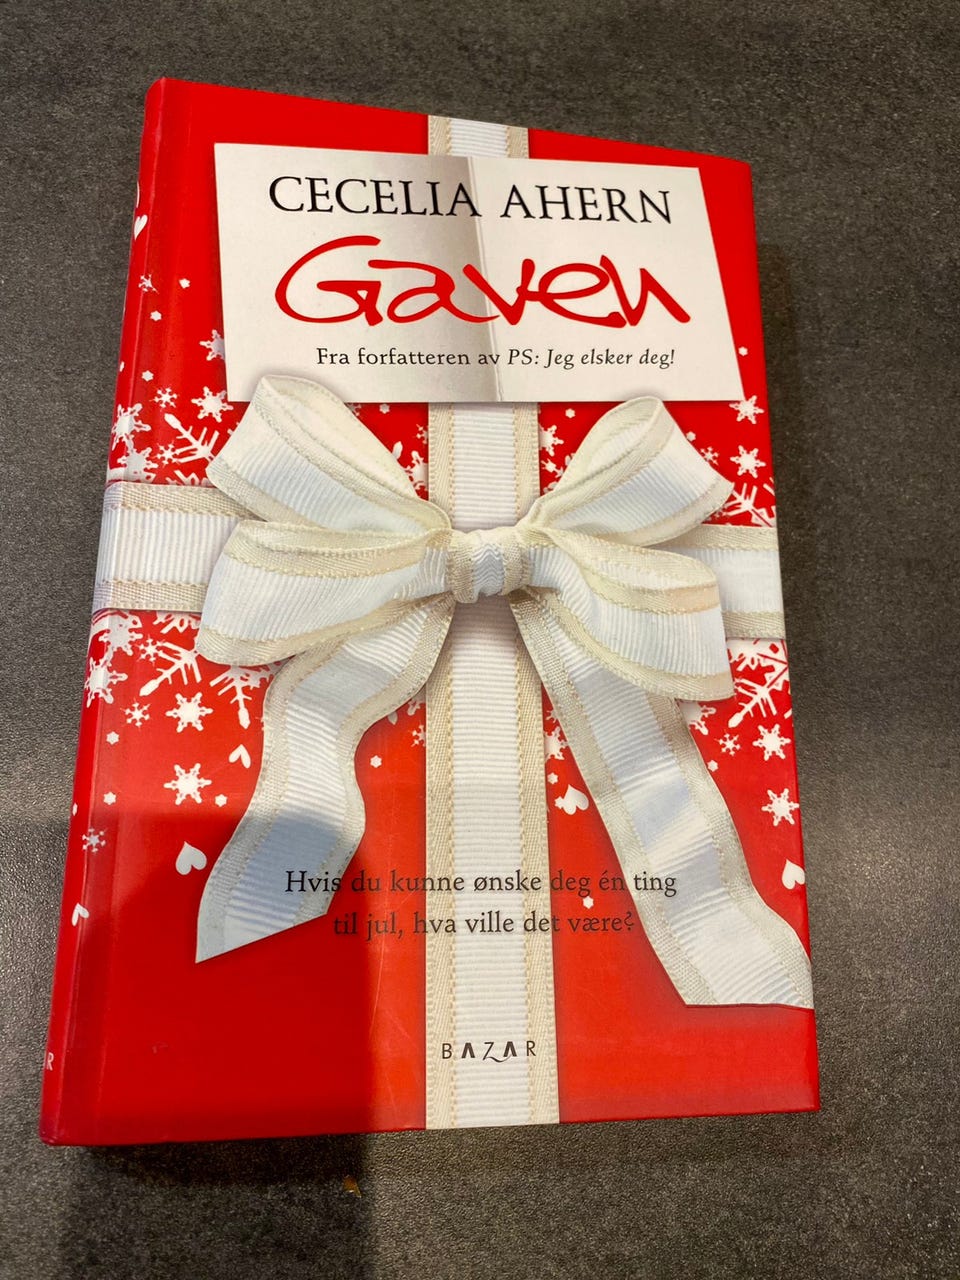 CECELIA AHERN
Gaven
Fra forfatteren av PS: Jeg elsker deg!
Hvis du kunne ønske deg én ting
til jul, hva ville det være?
BAZAR
R